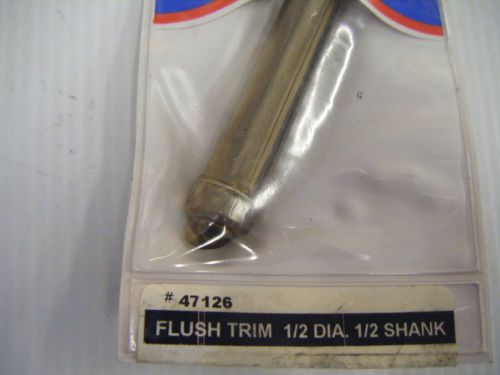 # 47126
FLUSH TRIM 1/2 DIA. 1/2 SHANK